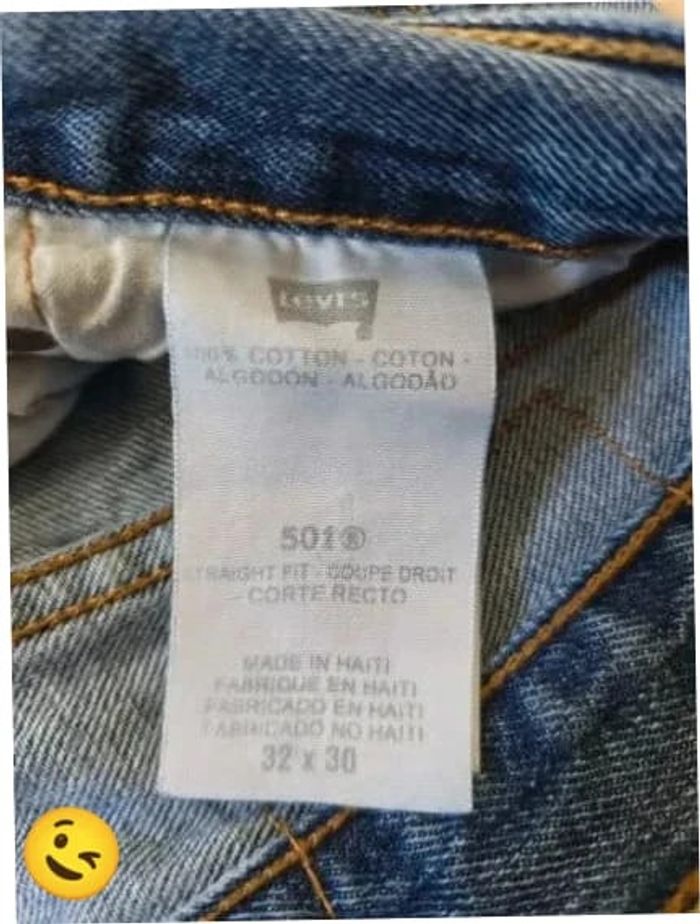 Levi's
100% COTTON - COTON -
ALGODON - ALGODÃO
501®
STRAIGHT FIT - COUPE DROIT
CORTE RECTO
MADE IN HAITI
FABRIQUE EN HAITI
FABRICADO EN HAITI
FABRICADO NO HAITI
32 x 30